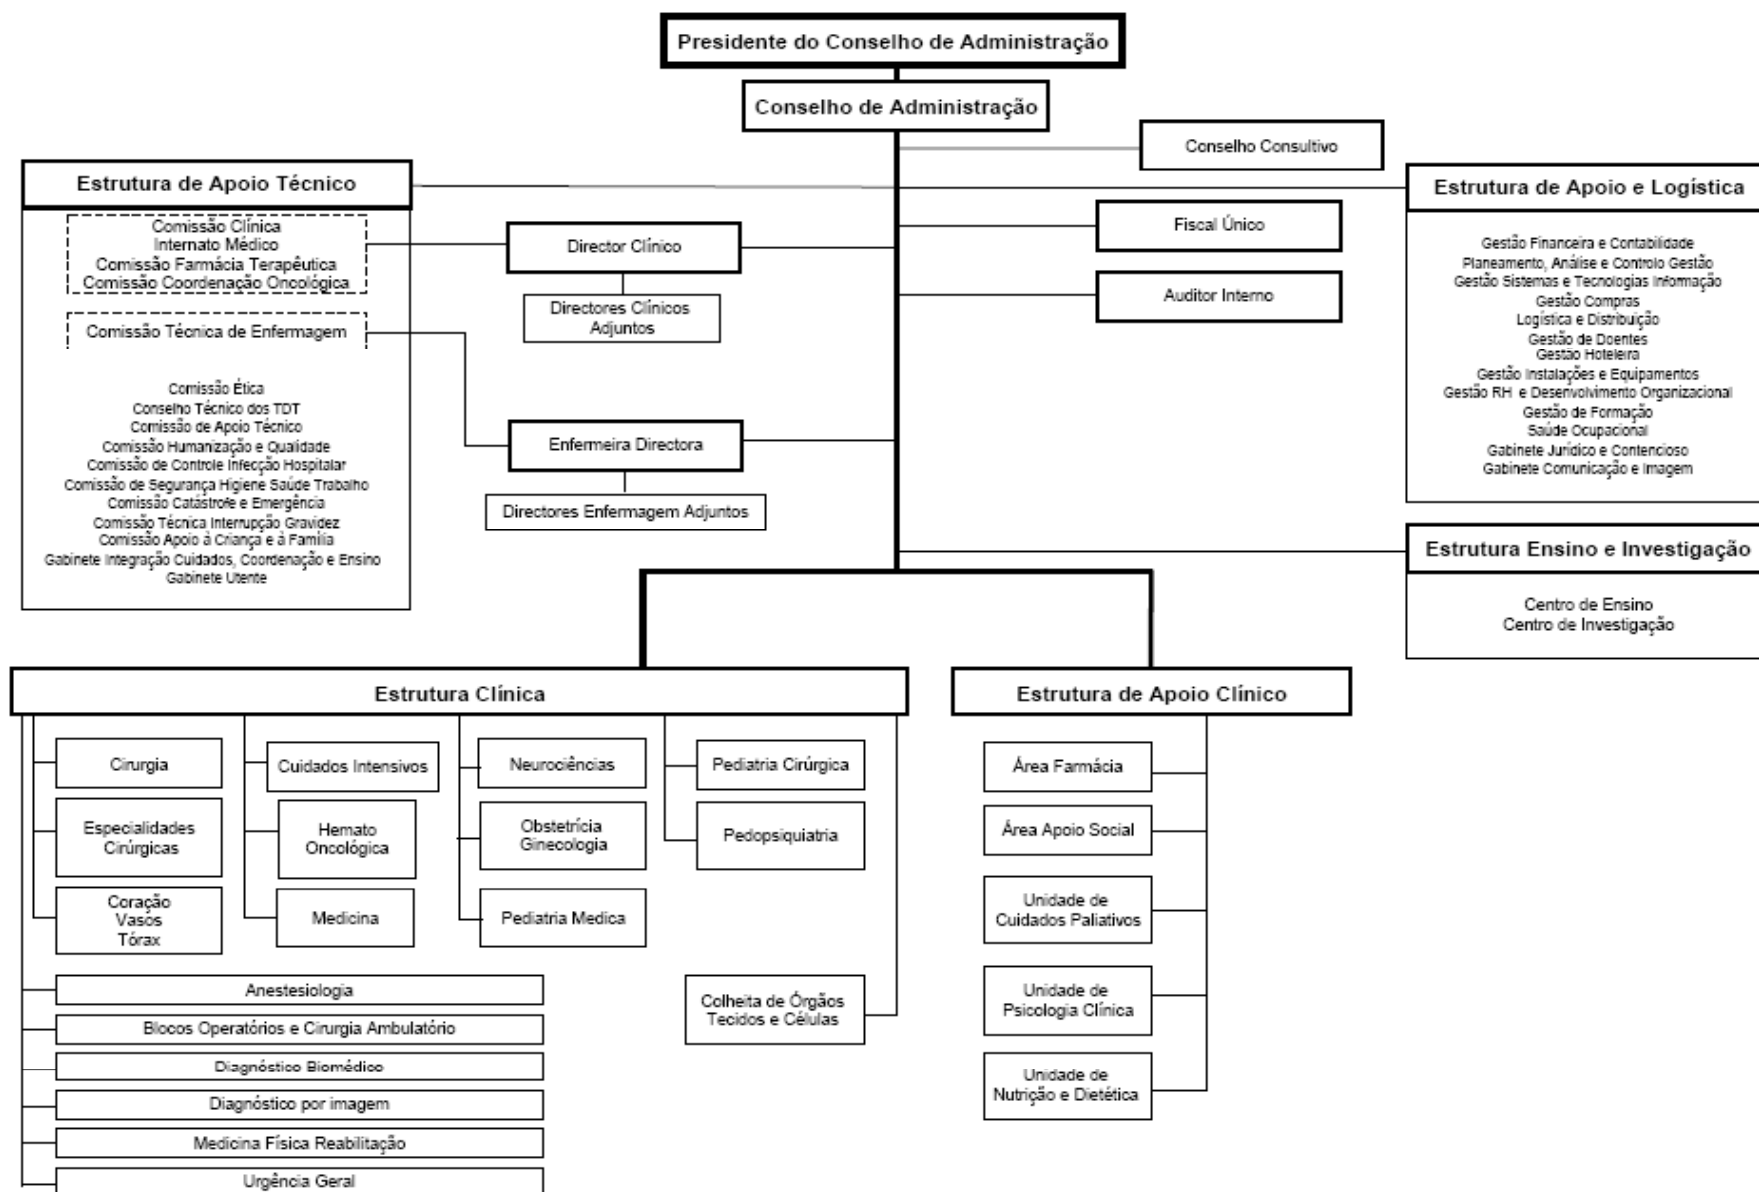 Presidente do Conselho de Administração
Conselho de Administração
Conselho Consultivo
Estrutura de Apoio Técnico
Comissão Clínica
Internato Médico
Comissão Farmácia Terapêutica
Comissão Coordenação Oncológica
Comissão Técnica de Enfermagem
Comissão Ética
Conselho Técnico dos TDT
Comissão de Apoio Técnico
Comissão Humanização e Qualidade
Comissão de Controle Infecção Hospitalar
Comissão de Segurança Higiene Saúde Trabalho
Comissão Catástrofe e Emergência
Comissão Técnica Interrupção Gravidez
Comissão Apoio à Criança e à Família
Gabinete Integração Cuidados, Coordenação e Ensino
Gabinete Utente
Director Clínico
Directores Clínicos
Adjuntos
Enfermeira Directora
Directores Enfermagem Adjuntos
Fiscal Único
Auditor Interno
Estrutura de Apoio e Logística
Gestão Financeira e Contabilidade
Planeamento, Análise e Controlo Gestão
Gestão Sistemas e Tecnologias Informação
Gestão Compras
Logística e Distribuição
Gestão de Doentes
Gestão Hoteleira
Gestão Instalações e Equipamentos
Gestão RH e Desenvolvimento Organizacional
Gestão de Formação
Saúde Ocupacional
Gabinete Jurídico e Contencioso
Gabinete Comunicação e Imagem
Estrutura Ensino e Investigação
Centro de Ensino
Centro de Investigação
Estrutura Clínica
Cirurgia
Especialidades
Cirúrgicas
Coração
Vasos
Tórax
Cuidados Intensivos
Hemato
Oncológica
Medicina
Neurociências
Obstetrícia
Ginecologia
Pediatria Medica
Pediatria Cirúrgica
Pedopsiquiatria
Anestesiologia
Blocos Operatórios e Cirurgia Ambulatório
Diagnóstico Biomédico
Diagnóstico por imagem
Medicina Física Reabilitação
Urgência Geral
Colheita de Órgãos
Tecidos e Células
Estrutura de Apoio Clínico
Área Farmácia
Área Apoio Social
Unidade de
Cuidados Paliativos
Unidade de
Psicologia Clínica
Unidade de
Nutrição e Dietética